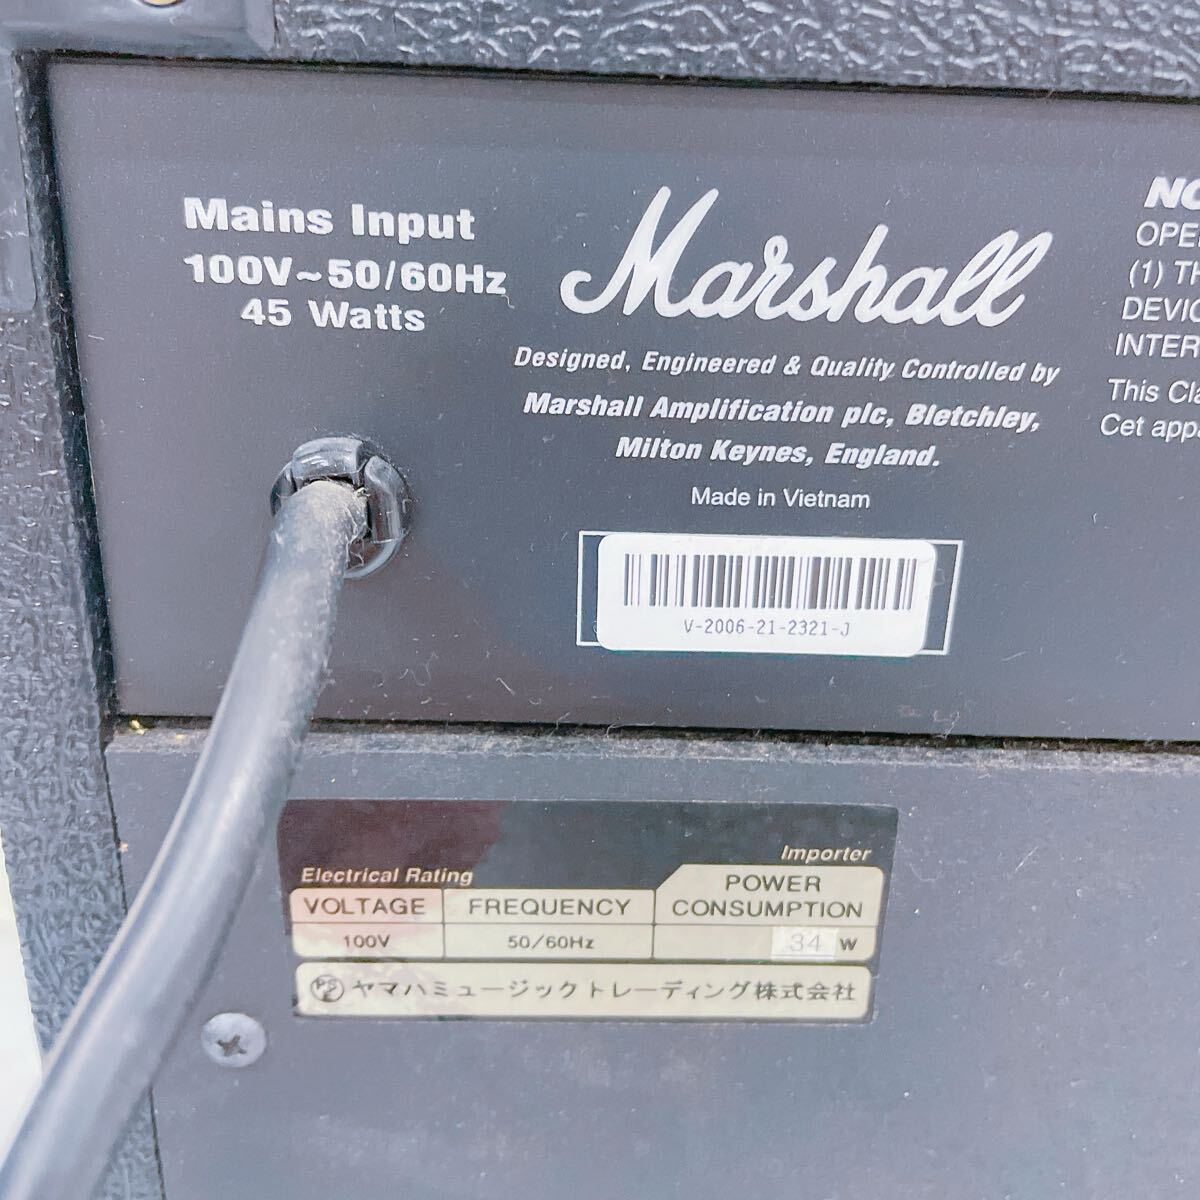 Mains Input
100V~50/60Hz
45 Watts
Marshall
Designed, Engineered & Quality Controlled by
Marshall Amplification plc, Bletchley,
Milton Keynes, England.
Made in Vietnam
V-2006-21-2321-J
(1) TH
DEVIC
INTER
This Cla
Cet appa
Importer
Electrical Rating
VOLTAGE FREQUENCY POWER CONSUMPTION
100V 50/60Hz 34 W
PSE ヤマハミュージックトレーディング株式会社